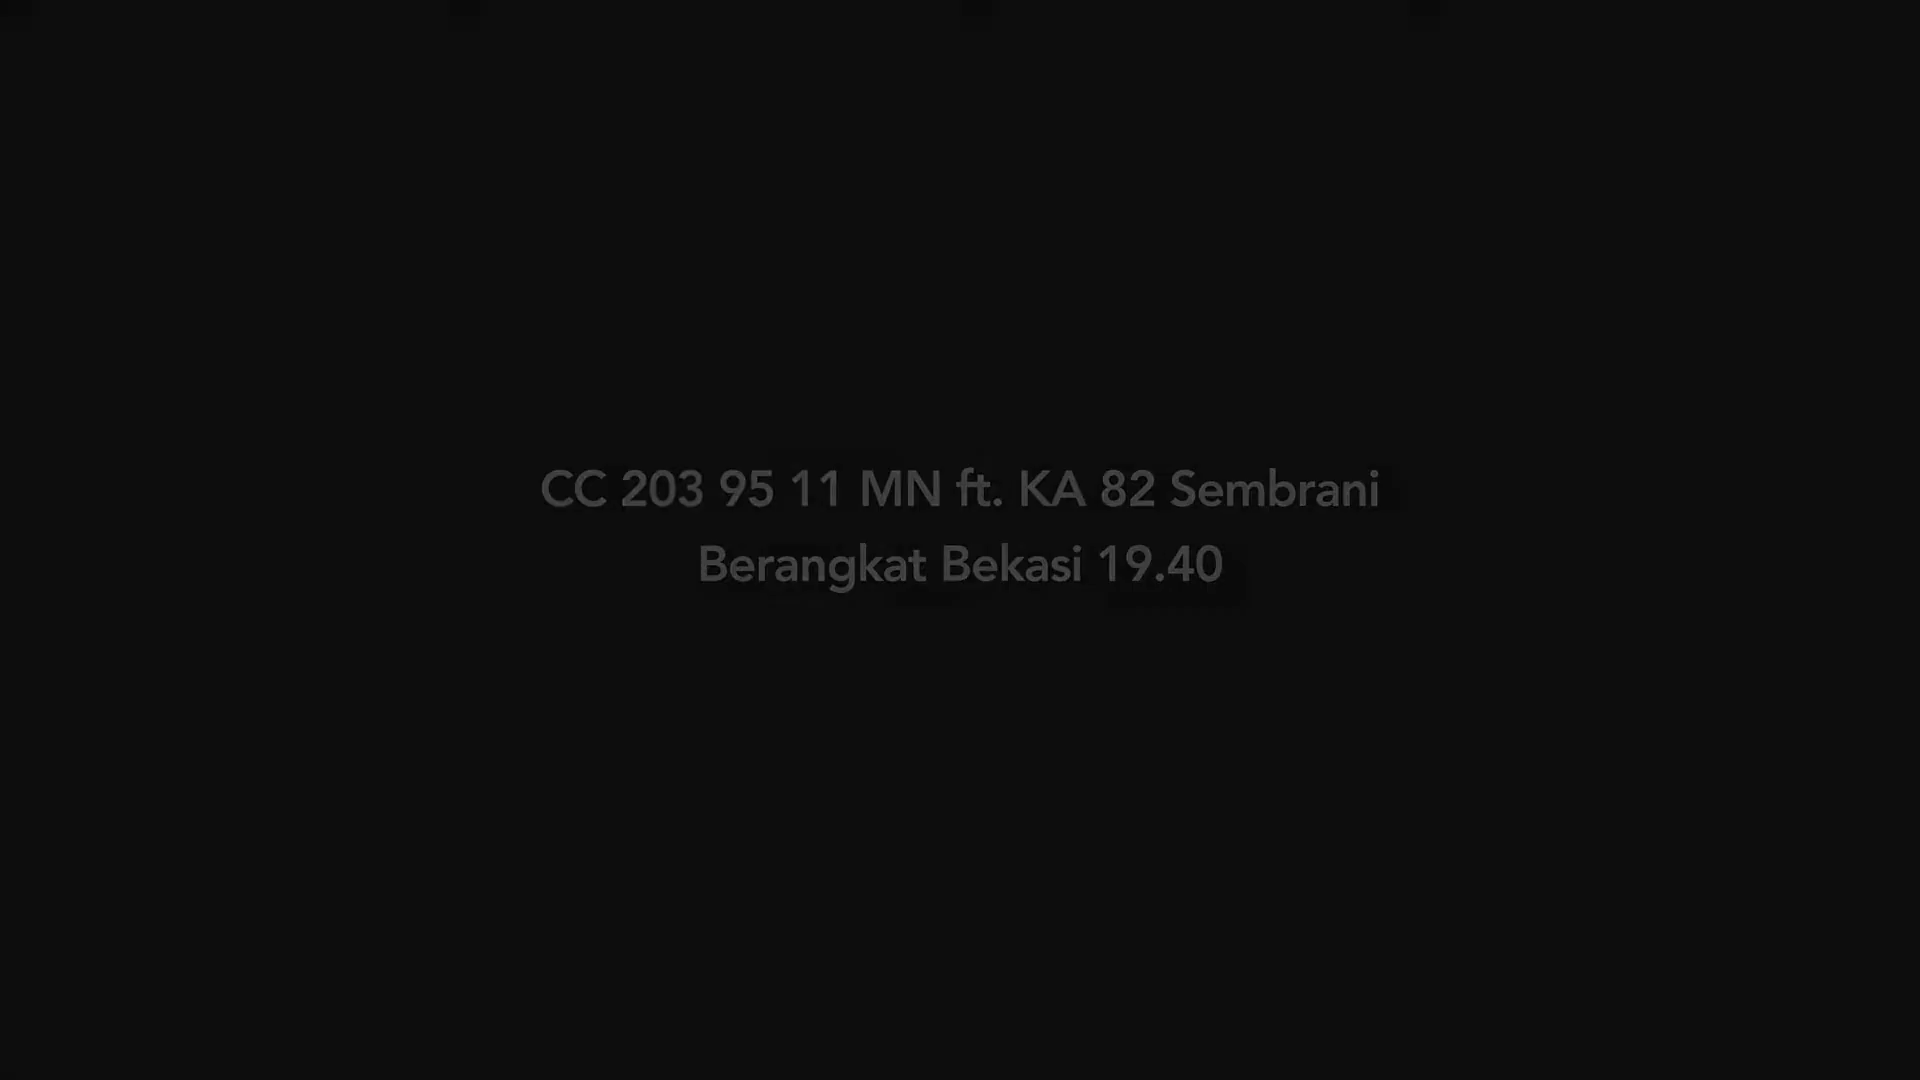 CC 203 95 11 MN ft. KA 82 Sembrani
Berangkat Bekasi 19.40